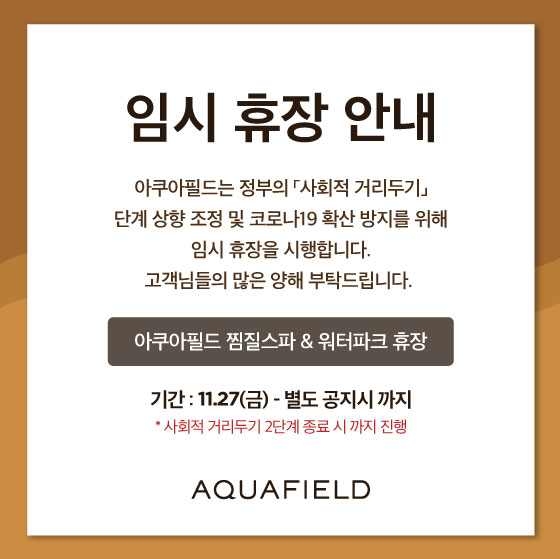 임시 휴장 안내
아쿠아필드는 정부의 「사회적 거리두기」
단계 상향 조정 및 코로나19 확산 방지를 위해
임시 휴장을 시행합니다.
고객님들의 많은 양해 부탁드립니다.
아쿠아필드 찜질스파 & 워터파크 휴장
기간 : 11.27(금) - 별도 공지시 까지
* 사회적 거리두기 2단계 종료 시 까지 진행
AQUAFIELD